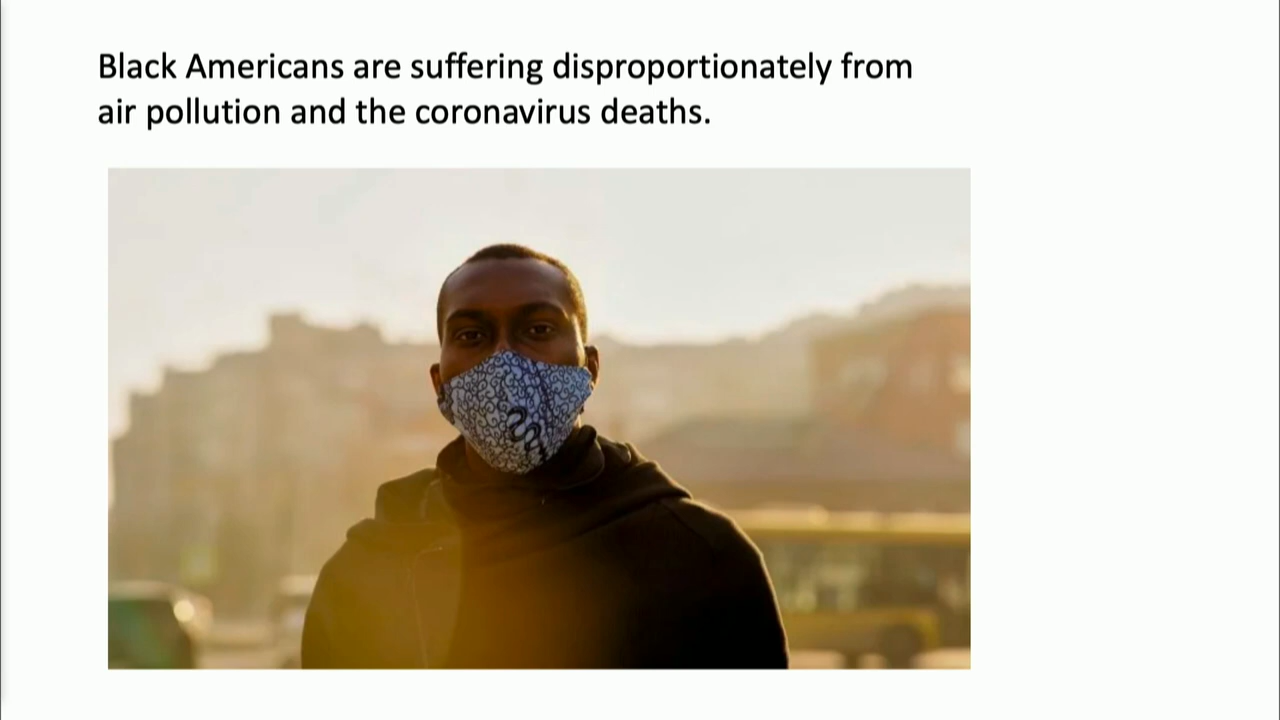 Black Americans are suffering disproportionately from
air pollution and the coronavirus deaths.